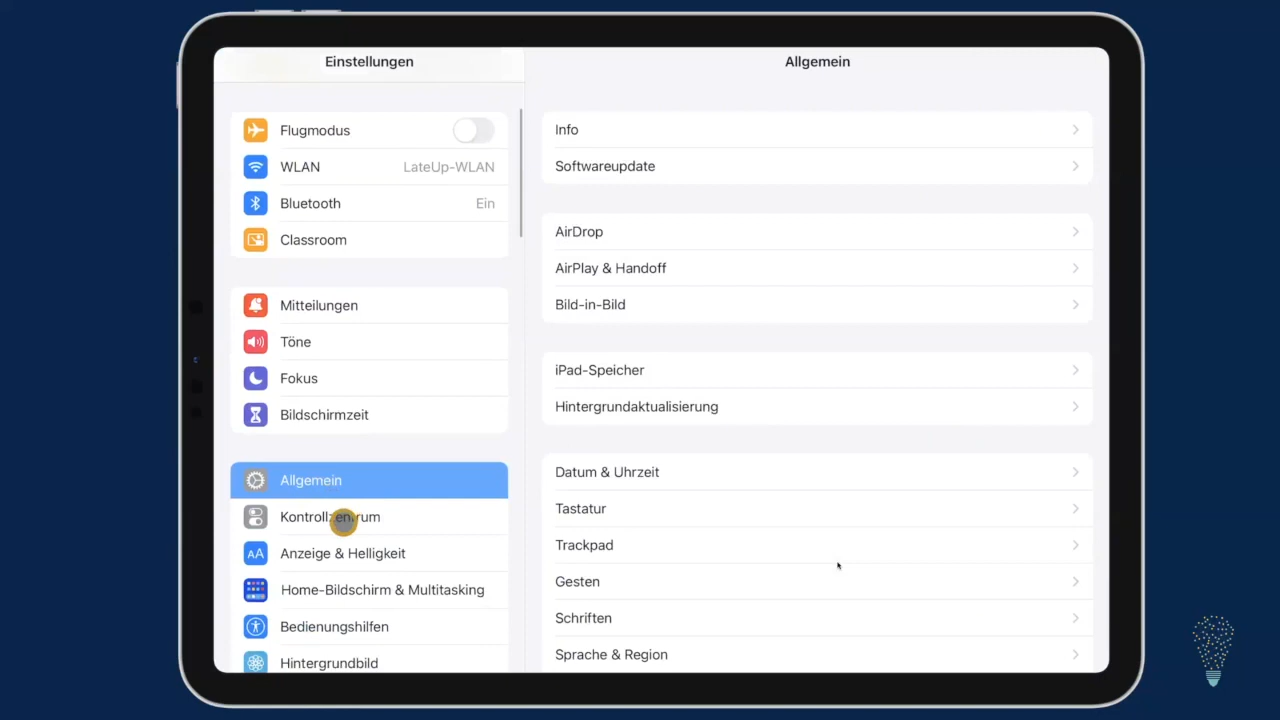 Einstellungen
Flugmodus
WLAN LateUp-WLAN
Bluetooth Ein
Classroom
Mitteilungen
Töne
Fokus
Bildschirmzeit
Allgemein
Kontrollzentrum
AA Anzeige & Helligkeit
Home-Bildschirm & Multitasking
Bedienungshilfen
Hintergrundbild
Allgemein
Info
Softwareupdate
AirDrop
AirPlay & Handoff
Bild-in-Bild
iPad-Speicher
Hintergrundaktualisierung
Datum & Uhrzeit
Tastatur
Trackpad
Gesten
Schriften
Sprache & Region